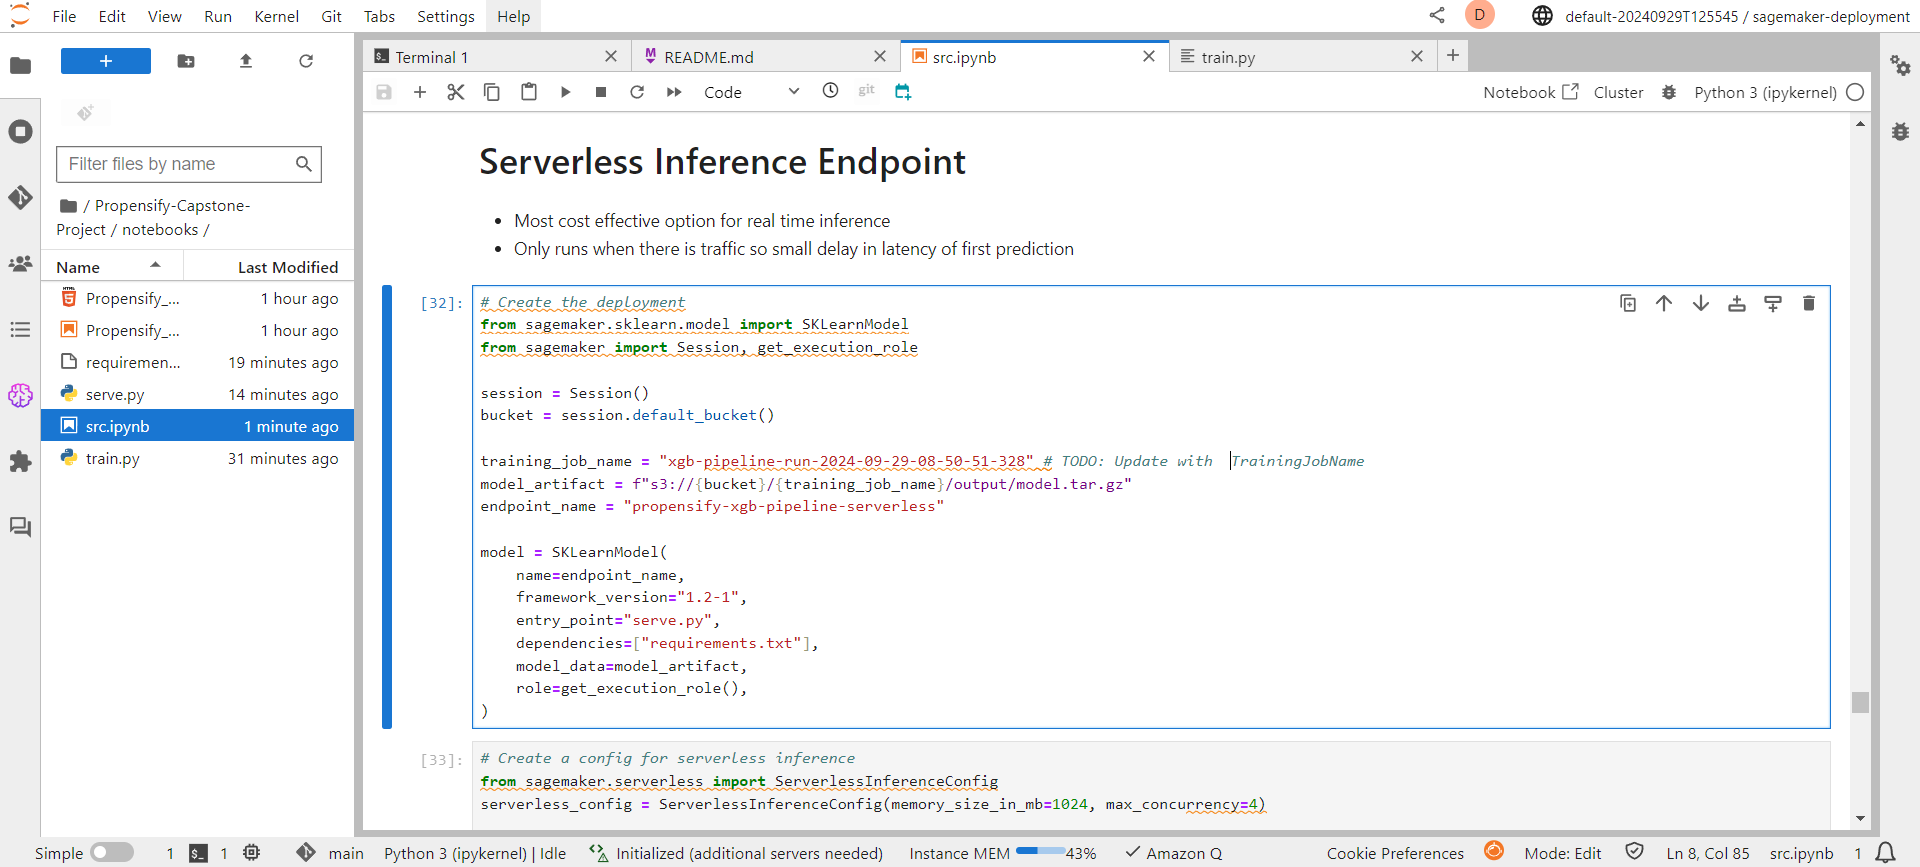 File Edit View Run Kernel Git Tabs Settings Help
D default-20240929T125545 / sagemaker-deployment
Terminal 1
README.md
src.ipynb
train.py
Code
git
Notebook Cluster Python 3 (ipykernel)
Filter files by name
/ Propensify-Capstone-
Project / notebooks /
Name Last Modified
Propensify_... 1 hour ago
Propensify_... 1 hour ago
requiremen... 19 minutes ago
serve.py 14 minutes ago
src.ipynb 1 minute ago
train.py 31 minutes ago
Serverless Inference Endpoint
• Most cost effective option for real time inference
• Only runs when there is traffic so small delay in latency of first prediction
[32]:
# Create the deployment
from sagemaker.sklearn.model import SKLearnModel
from sagemaker import Session, get_execution_role
session = Session()
bucket = session.default_bucket()
training_job_name = "xgb-pipeline-run-2024-09-29-08-50-51-328" # TODO: Update with  TrainingJobName
model_artifact = f"s3://{bucket}/{training_job_name}/output/model.tar.gz"
endpoint_name = "propensify-xgb-pipeline-serverless"
model = SKLearnModel(
    name=endpoint_name,
    framework_version="1.2-1",
    entry_point="serve.py",
    dependencies=["requirements.txt"],
    model_data=model_artifact,
    role=get_execution_role(),
)
[33]:
# Create a config for serverless inference
from sagemaker.serverless import ServerlessInferenceConfig
serverless_config = ServerlessInferenceConfig(memory_size_in_mb=1024, max_concurrency=4)
Simple 1 1 main Python 3 (ipykernel) | Idle Initialized (additional servers needed) Instance MEM 43% Amazon Q Cookie Preferences Mode: Edit Ln 8, Col 85 src.ipynb 1